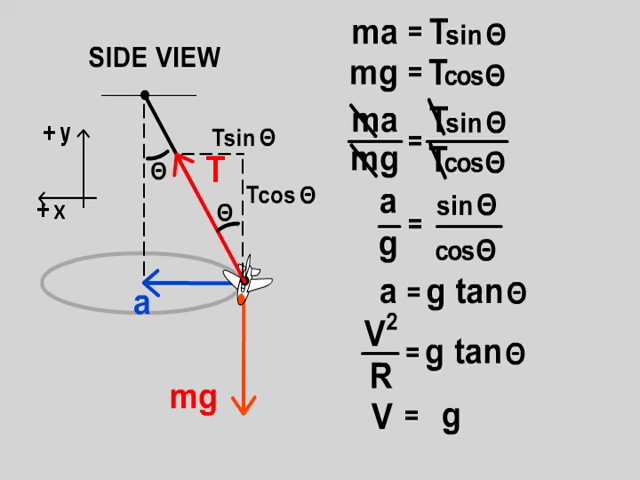 SIDE VIEW
+y
+x
Θ
Tsin Θ
T
Tcos Θ
Θ
a
mg
ma = Tsin Θ
mg = Tcos Θ
ma/mg = Tsin Θ/Tcos Θ
a/g = sin Θ/cos Θ
a = g tan Θ
V²/R = g tan Θ
V = g